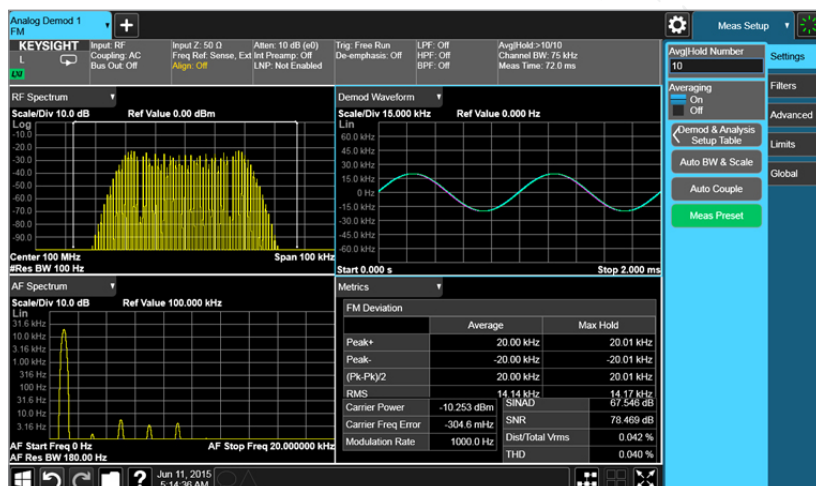 Analog Demod 1
FM
Meas Setup
KEYSIGHT
L
LXI
Input: RF
Coupling: AC
Bus Out: Off
Input Z: 50 Ω
Freq Ref: Sense, Ext
Align: Off
Atten: 10 dB (e0)
Int Preamp: Off
LNP: Not Enabled
Trig: Free Run
De-emphasis: Off
LPF: Off
HPF: Off
BPF: Off
Avg|Hold:>10/10
Channel BW: 75 kHz
Meas Time: 72.0 ms
RF Spectrum
Scale/Div 10.0 dB Ref Value 0.00 dBm
Log
-10.0
-20.0
-30.0
-40.0
-50.0
-60.0
-70.0
-80.0
-90.0
Center 100 MHz Span 100 kHz
#Res BW 100 Hz
Demod Waveform
Scale/Div 15.000 kHz Ref Value 0.000 Hz
Lin
60.0 kHz
45.0 kHz
30.0 kHz
15.0 kHz
0 Hz
-15.0 kHz
-30.0 kHz
-45.0 kHz
-60.0 kHz
Start 0.000 s Stop 2.000 ms
AF Spectrum
Scale/Div 10.0 dB Ref Value 100.000 kHz
Lin
31.6 kHz
10.0 kHz
3.16 kHz
1.00 kHz
316 Hz
100 Hz
31.6 Hz
10.0 Hz
3.16 Hz
AF Start Freq 0 Hz AF Stop Freq 20.000000 kHz
AF Res BW 180.00 Hz
Metrics
FM Deviation
Average Max Hold
Peak+ 20.00 kHz 20.01 kHz
Peak- -20.00 kHz -20.01 kHz
(Pk-Pk)/2 20.00 kHz 20.01 kHz
RMS 14.14 kHz 14.17 kHz
Carrier Power -10.253 dBm
Carrier Freq Error -304.6 mHz
Modulation Rate 1000.0 Hz
SINAD 67.546 dB
SNR 78.469 dB
Dist/Total Vrms 0.042 %
THD 0.040 %
Avg|Hold Number
10
Averaging
On
Off
Demod & Analysis
Setup Table
Auto BW & Scale
Auto Couple
Meas Preset
Settings
Filters
Advanced
Limits
Global
?
Jun 11, 2015
5:14:36 AM